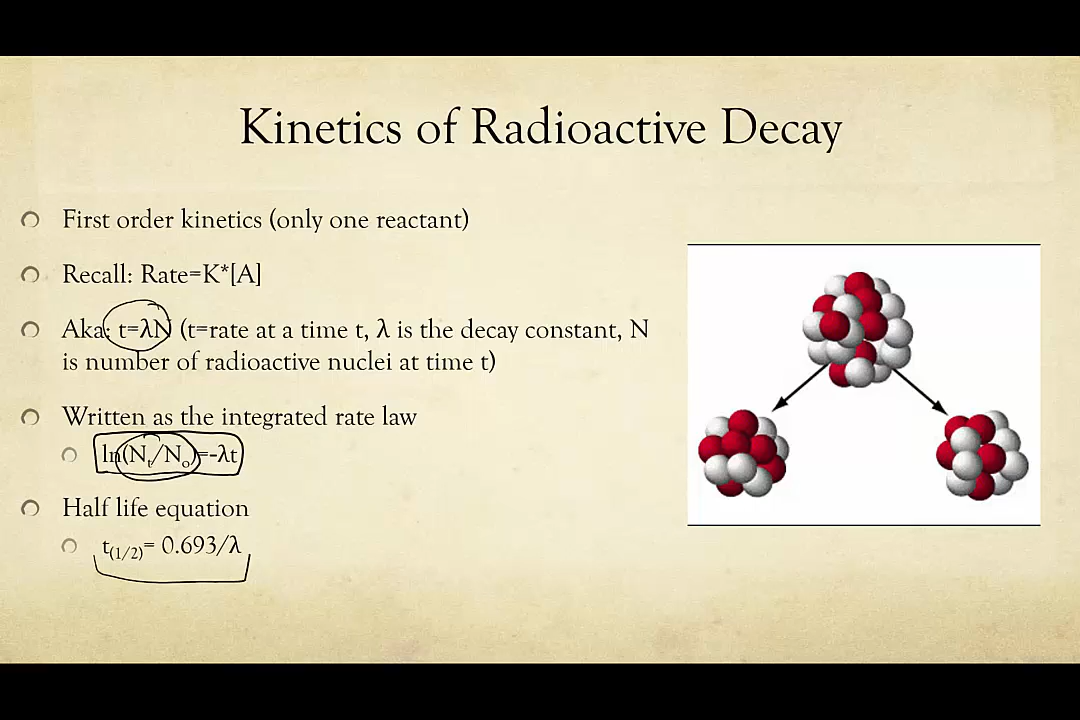 Kinetics of Radioactive Decay
First order kinetics (only one reactant)
Recall: Rate=K*[A]
Aka: t=λN (t=rate at a time t, λ is the decay constant, N
is number of radioactive nuclei at time t)
Written as the integrated rate law
ln(Nₜ/Nₒ)=-λt
Half life equation
t(1/2)= 0.693/λ